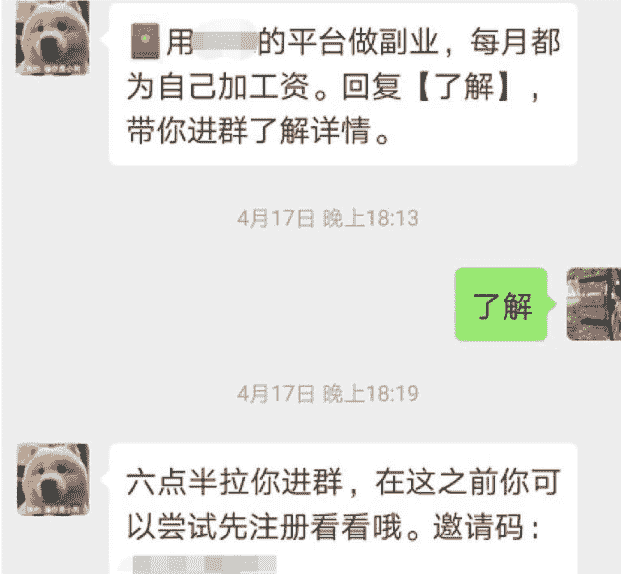 用的平台做副业，每月都
为自己加工资。回复【了解】，
带你进群了解详情。
4月17日 晚上18:13
了解
4月17日 晚上18:19
六点半拉你进群，在这之前你可
以尝试先注册看看哦。邀请码：